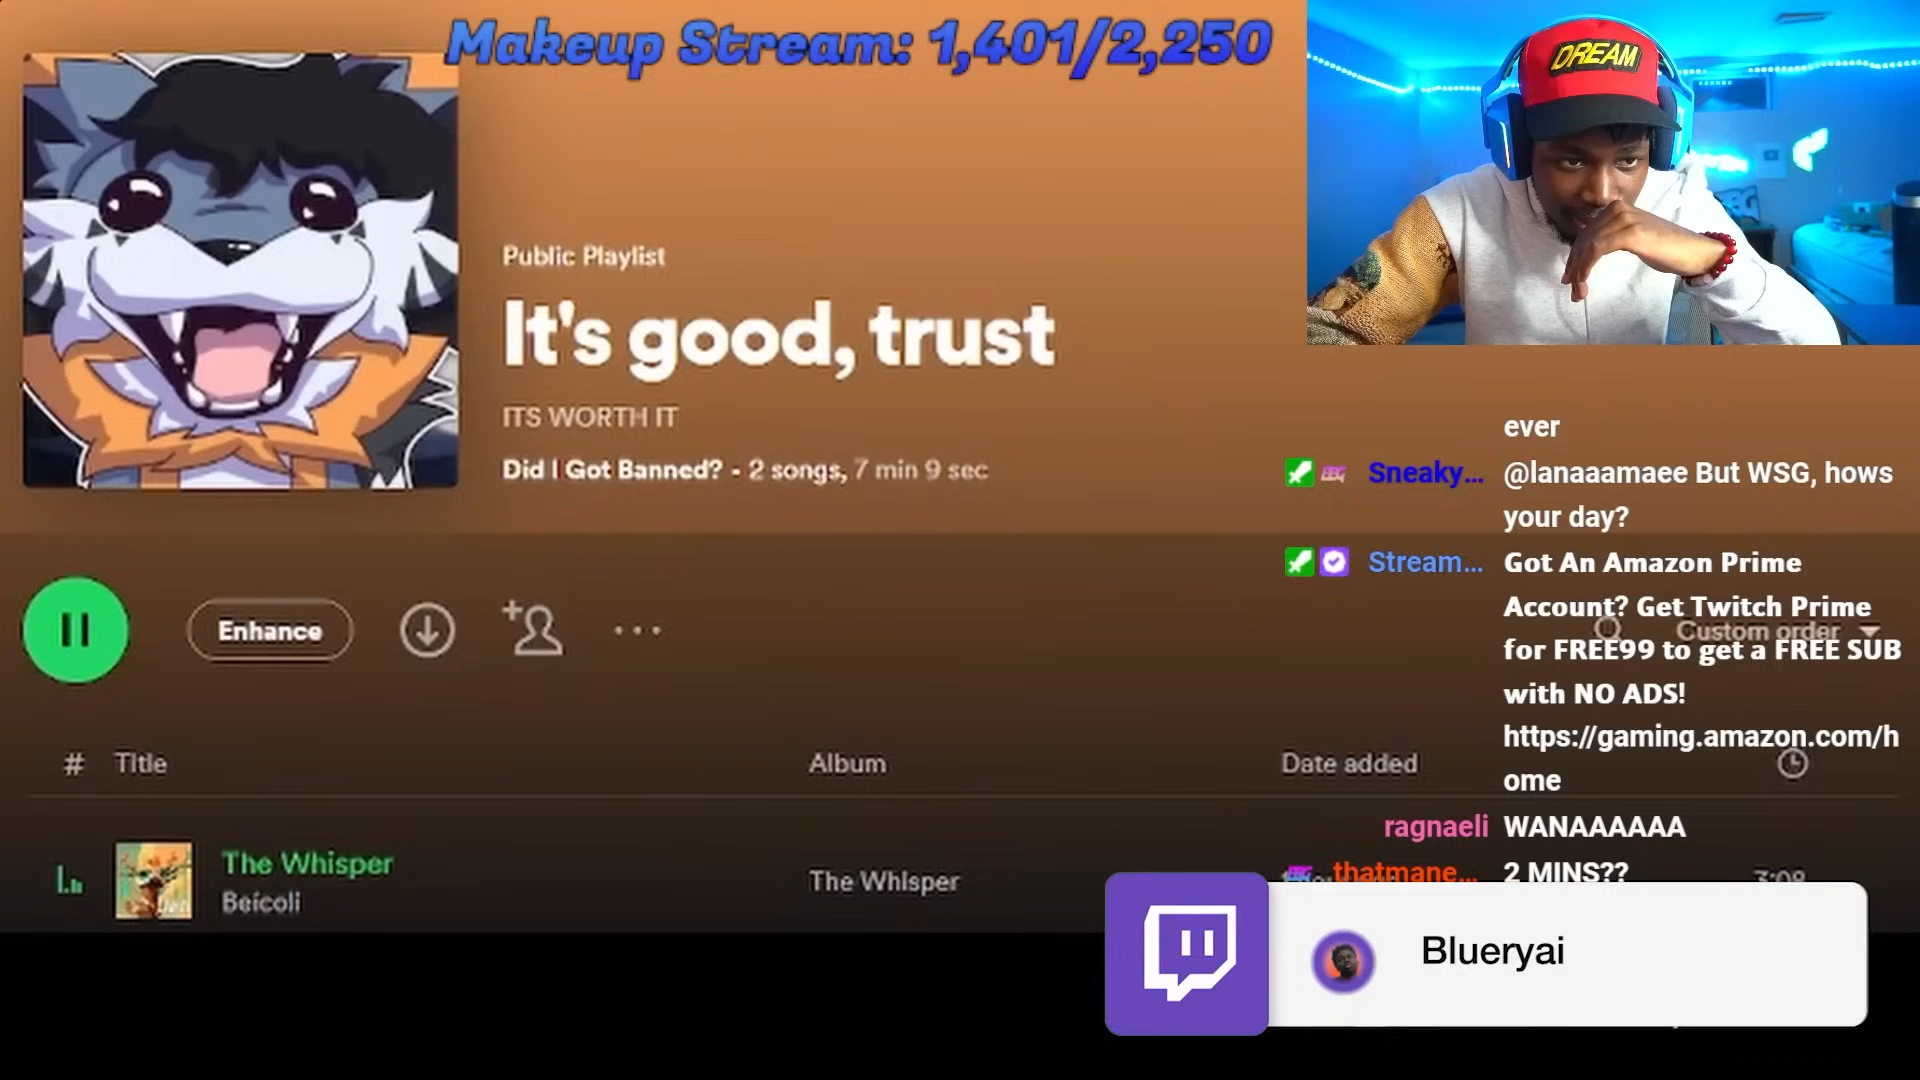 Makeup Stream: 1,401/2,250
DREAM
Public Playlist
It's good, trust
ITS WORTH IT
Did I Got Banned? - 2 songs, 7 min 9 sec
Enhance
Custom order
# Title Album Date added
The Whisper
Beícoli
The Whisper
3:08
ever
Sneaky... @lanaaamaee But WSG, hows
your day?
Stream... Got An Amazon Prime
Account? Get Twitch Prime
for FREE99 to get a FREE SUB
with NO ADS!
https://gaming.amazon.com/h
ome
ragnaeli WANAAAAAA
thatmane... 2 MINS??
Blueryai